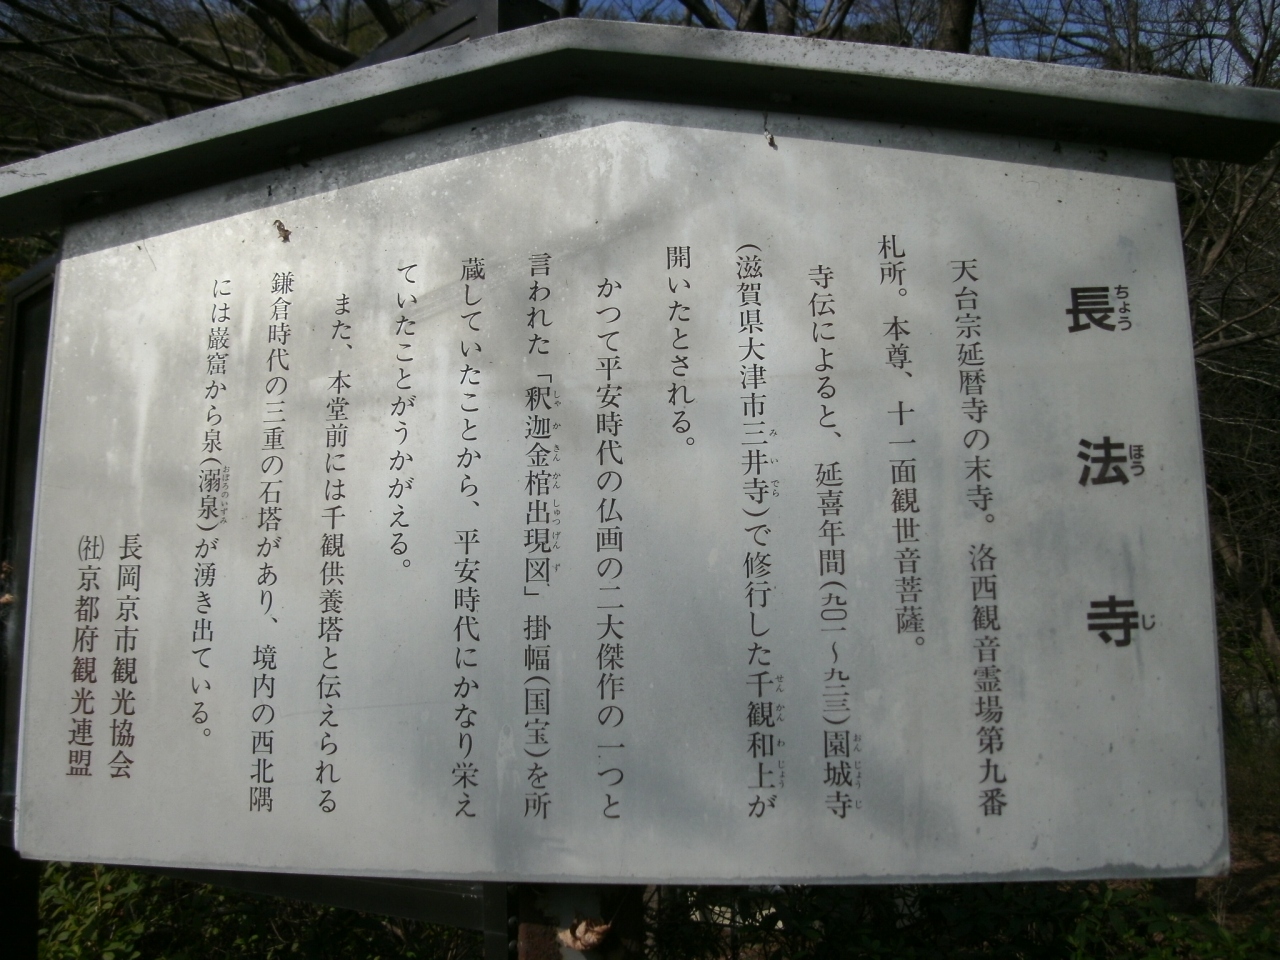 長法寺
天台宗延暦寺の末寺。洛西観音霊場第九番
札所。本尊、十一面観世音菩薩。
寺伝によると、延喜年間(九〇一〜九二三)園城寺
(滋賀県大津市三井寺)で修行した千観和上が
開いたとされる。
かつて平安時代の仏画の二大傑作の一つと
言われた「釈迦金棺出現図」掛幅(国宝)を所
蔵していたことから、平安時代にかなり栄え
ていたことがうかがえる。
また、本堂前には千観供養塔と伝えられる
鎌倉時代の三重の石塔があり、境内の西北隅
には巌窟から泉(溺泉)が湧き出ている。
長岡京市観光協会
㈳京都府観光連盟